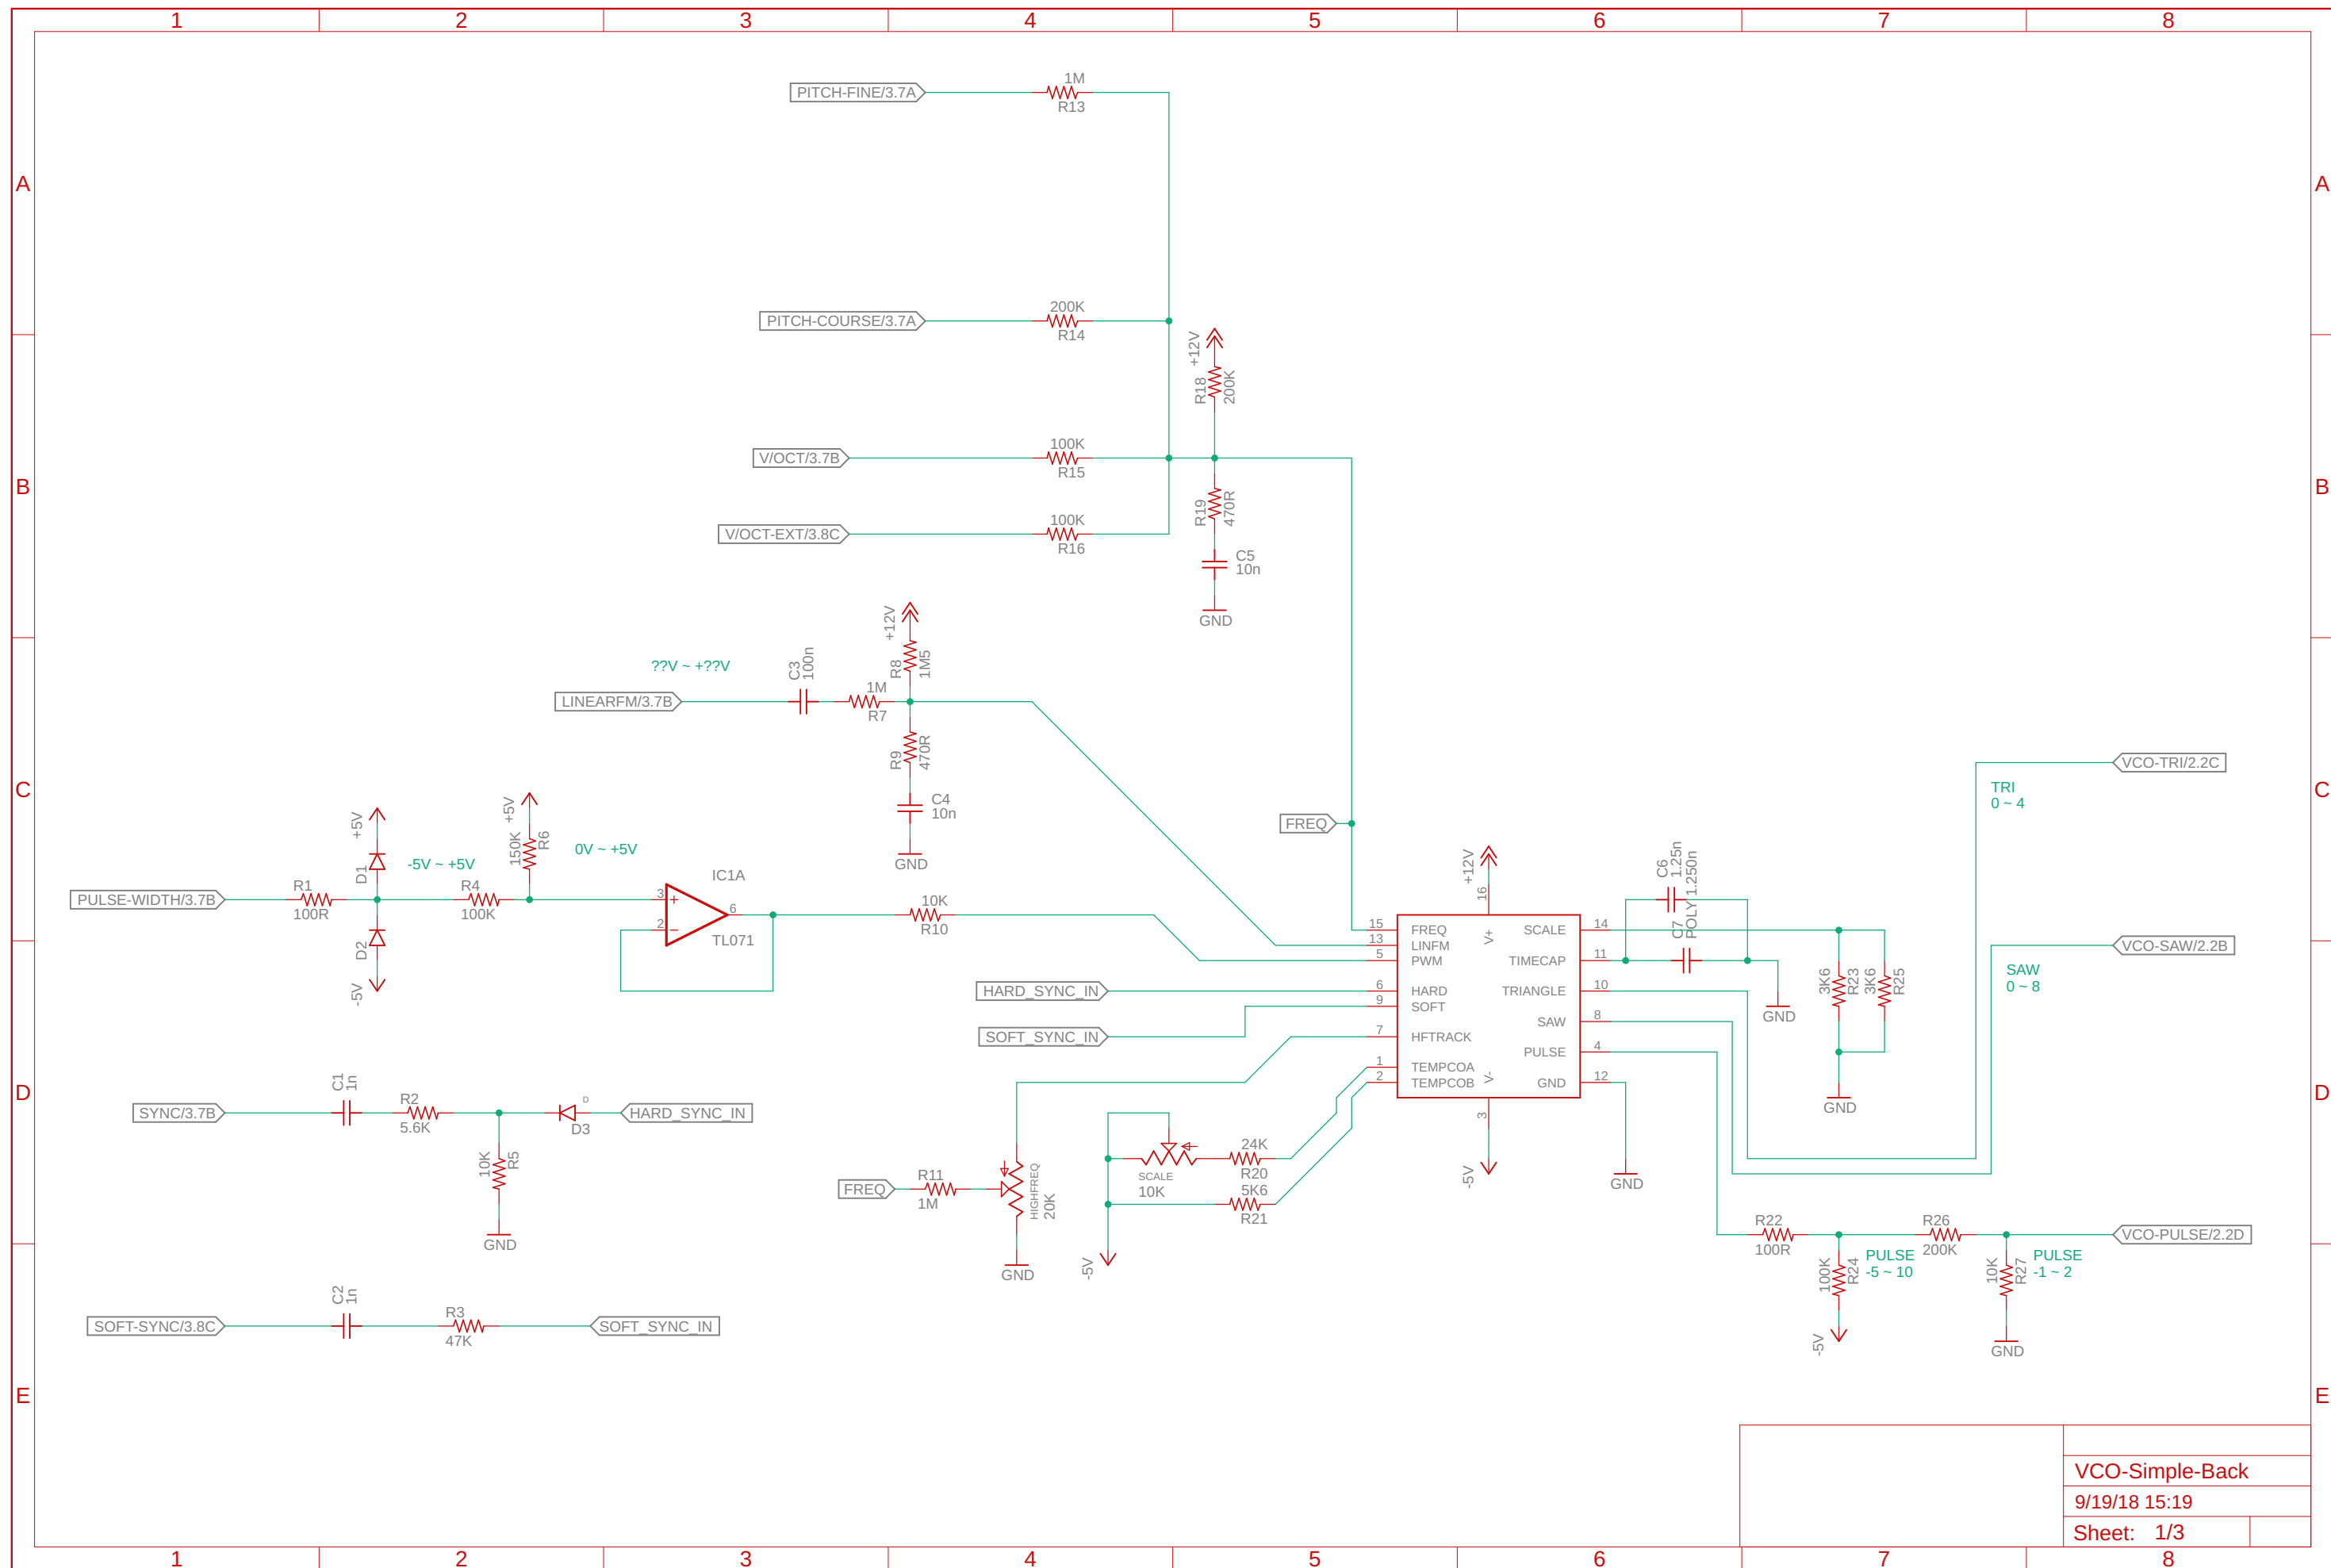 1 2 3 4 5 6 7 8
A
A
B
B
C
C
D
D
E
E
PITCH-FINE/3.7A
1M
R13
PITCH-COURSE/3.7A
200K
R14
+12V
R18
200K
V/OCT/3.7B
100K
R15
V/OCT-EXT/3.8C
100K
R16
R19
470R
C5
10n
GND
??V ~ +??V
LINEARFM/3.7B
C3
100n
1M
R7
+12V
R8
1M5
R9
470R
C4
10n
GND
PULSE-WIDTH/3.7B
R1
100R
+5V
D1
D2
-5V
-5V ~ +5V
R4
100K
+5V
150K
R6
0V ~ +5V
IC1A
3
2
6
+
−
TL071
10K
R10
FREQ
HARD_SYNC_IN
SOFT_SYNC_IN
+12V
16
V+
15
FREQ
13
LINFM
5
PWM
6
HARD
9
SOFT
7
HFTRACK
1
TEMPCOA
2
TEMPCOB
V-
3
-5V
SCALE
14
TIMECAP
11
TRIANGLE
10
SAW
8
PULSE
4
GND
12
GND
C6
1.25n
C7
POLY 1.250n
GND
3K6
R23
3K6
R25
GND
TRI
0 ~ 4
VCO-TRI/2.2C
SAW
0 ~ 8
VCO-SAW/2.2B
SYNC/3.7B
C1
1n
R2
5.6K
10K
R5
GND
D
D3
HARD_SYNC_IN
SOFT-SYNC/3.8C
C2
1n
R3
47K
SOFT_SYNC_IN
FREQ
R11
1M
HIGHFREQ
20K
GND
SCALE
10K
24K
R20
5K6
R21
-5V
R22
100R
100K
R24
-5V
PULSE
-5 ~ 10
R26
200K
10K
R27
GND
PULSE
-1 ~ 2
VCO-PULSE/2.2D
VCO-Simple-Back
9/19/18 15:19
Sheet: 1/3
1 2 3 4 5 6 7 8